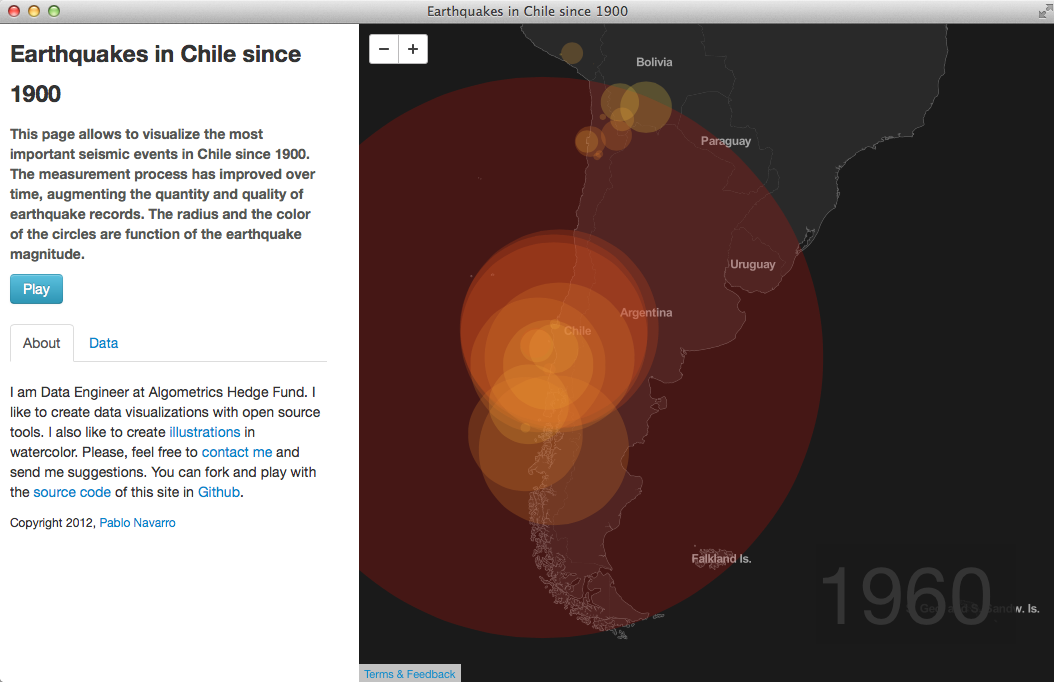 Earthquakes in Chile since 1900
Earthquakes in Chile since
1900
This page allows to visualize the most
important seismic events in Chile since 1900.
The measurement process has improved over
time, augmenting the quantity and quality of
earthquake records. The radius and the color
of the circles are function of the earthquake
magnitude.
Play
About Data
I am Data Engineer at Algometrics Hedge Fund. I
like to create data visualizations with open source
tools. I also like to create illustrations in
watercolor. Please, feel free to contact me and
send me suggestions. You can fork and play with
the source code of this site in Github.
Copyright 2012, Pablo Navarro
− +
Bolivia
Paraguay
Uruguay
Argentina
Chile
Falkland Is.
1960
w. Is.
Terms & Feedback